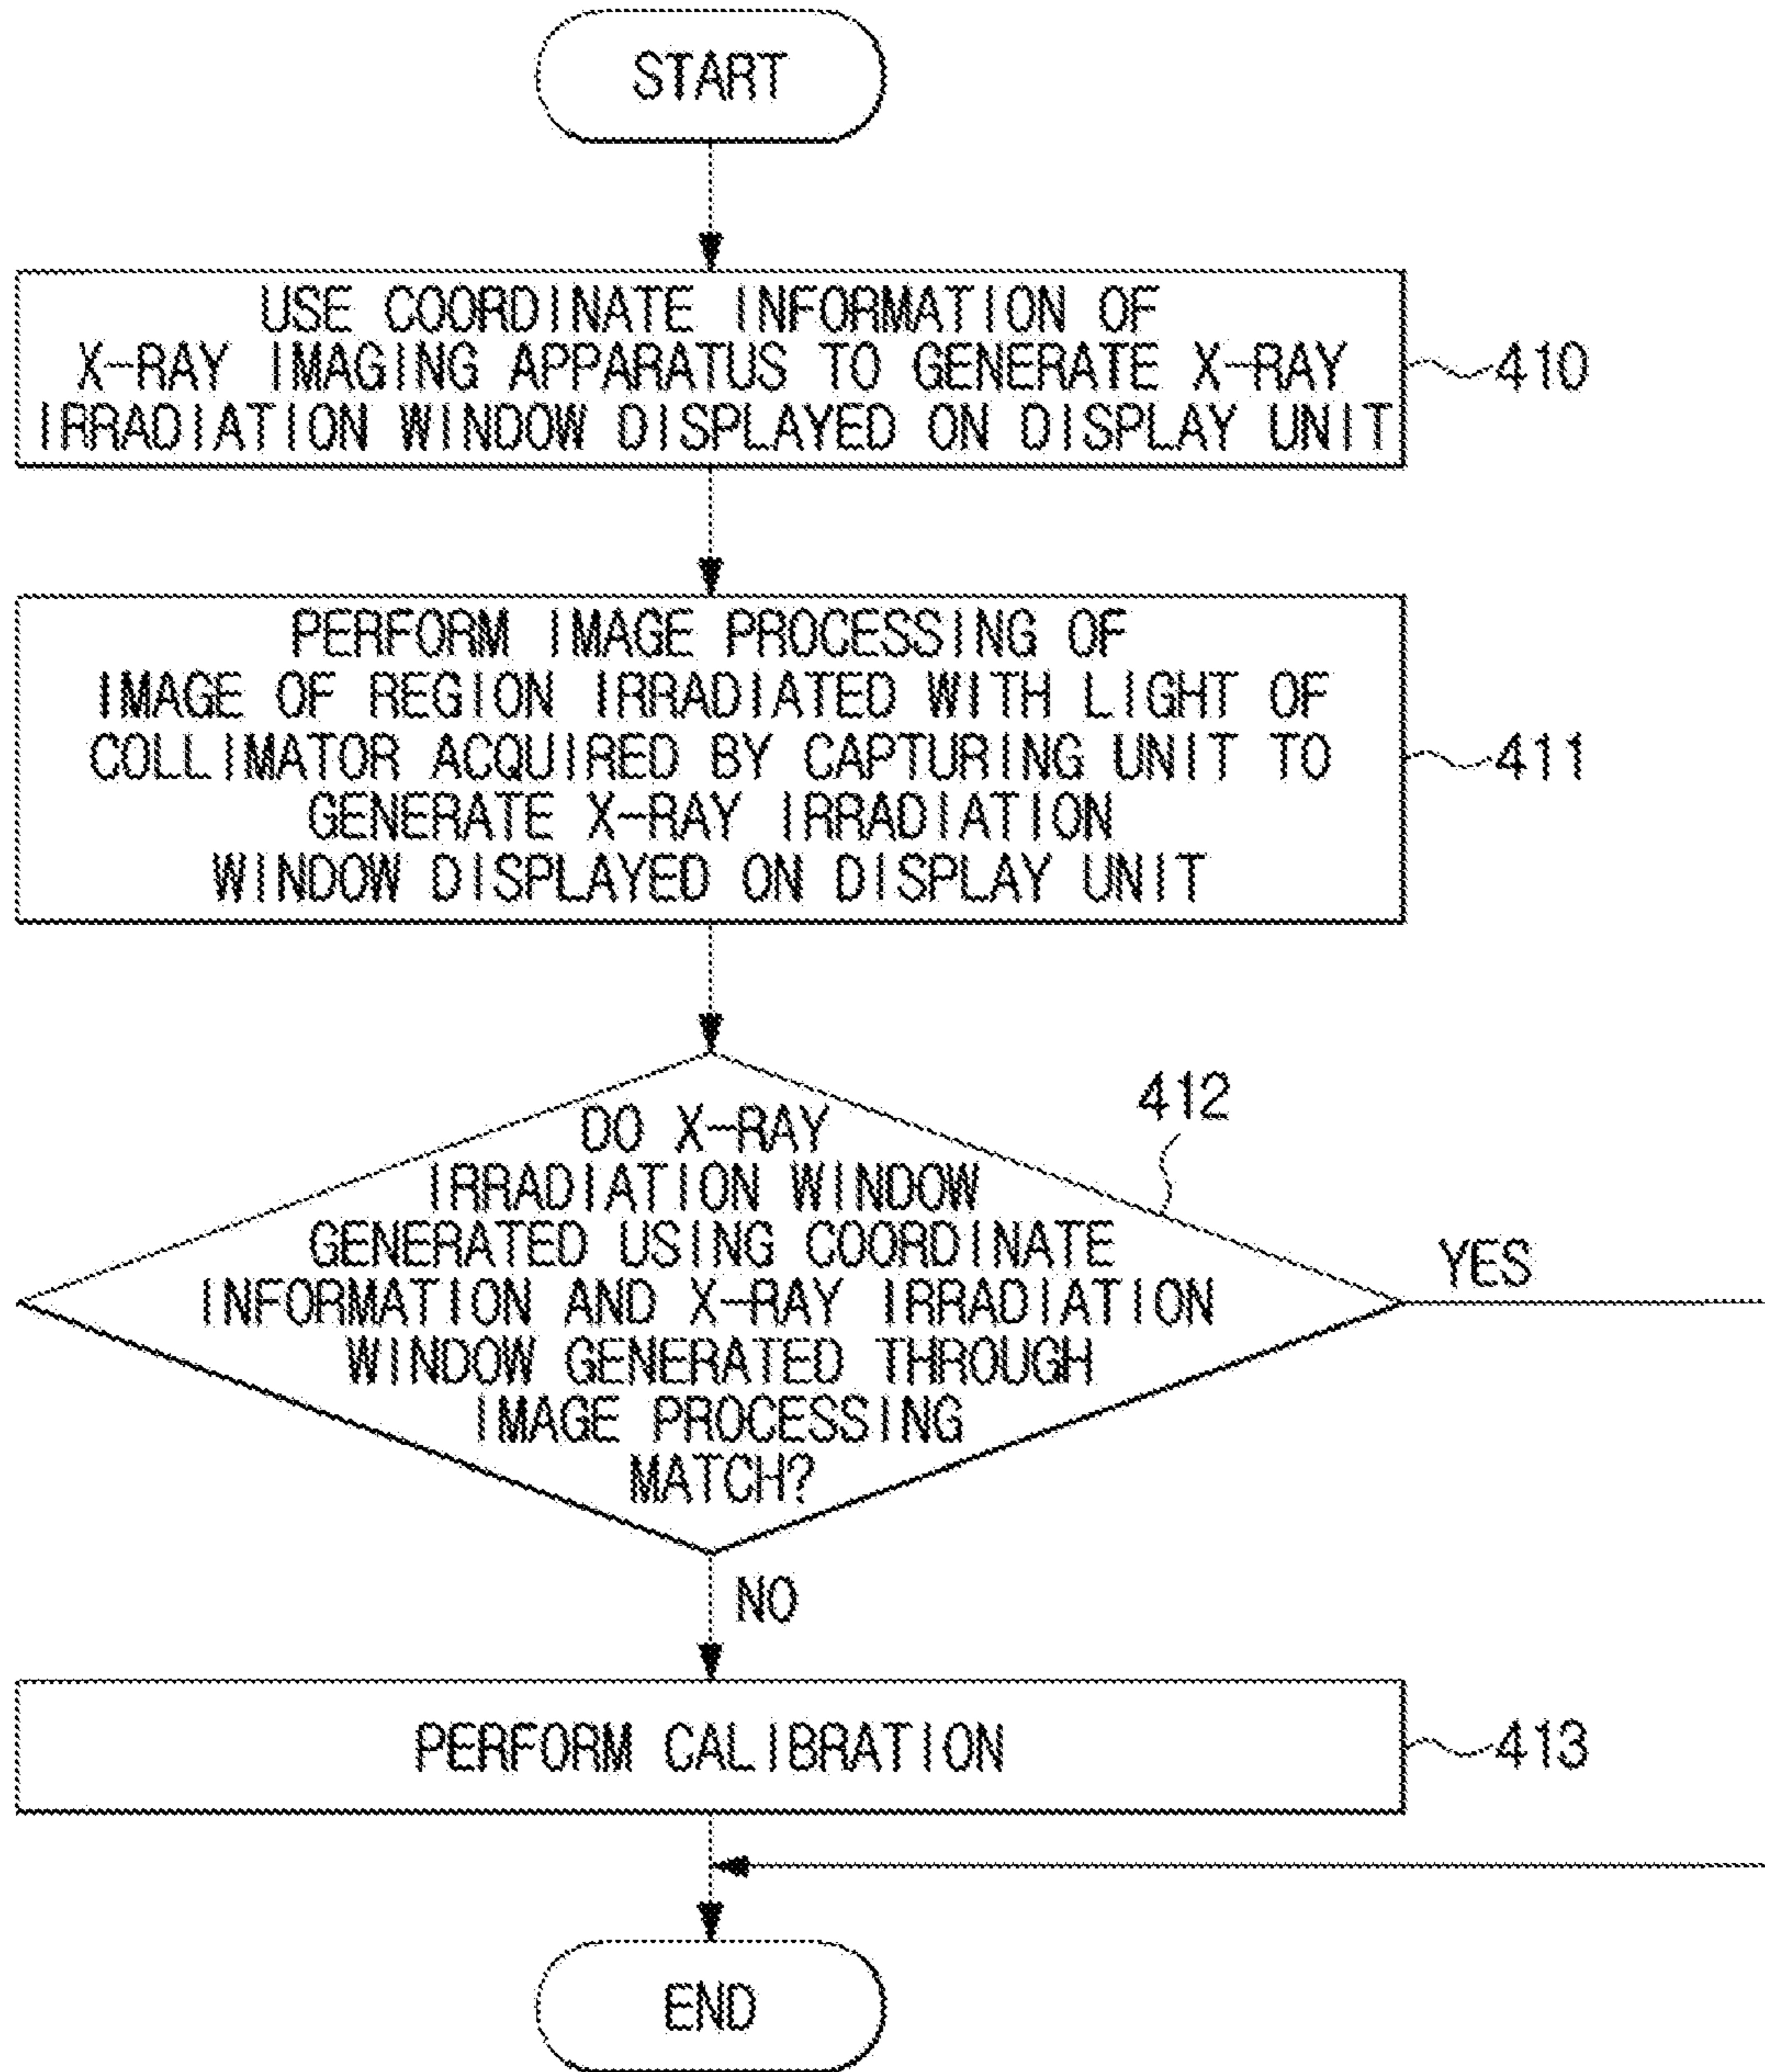 START
USE COORDINATE INFORMATION OF
X-RAY IMAGING APPARATUS TO GENERATE X-RAY
IRRADIATION WINDOW DISPLAYED ON DISPLAY UNIT
410
PERFORM IMAGE PROCESSING OF
IMAGE OF REGION IRRADIATED WITH LIGHT OF
COLLIMATOR ACQUIRED BY CAPTURING UNIT TO
GENERATE X-RAY IRRADIATION
WINDOW DISPLAYED ON DISPLAY UNIT
411
412
DO X-RAY
IRRADIATION WINDOW
GENERATED USING COORDINATE
INFORMATION AND X-RAY IRRADIATION
WINDOW GENERATED THROUGH
IMAGE PROCESSING
MATCH?
YES
NO
PERFORM CALIBRATION
413
END